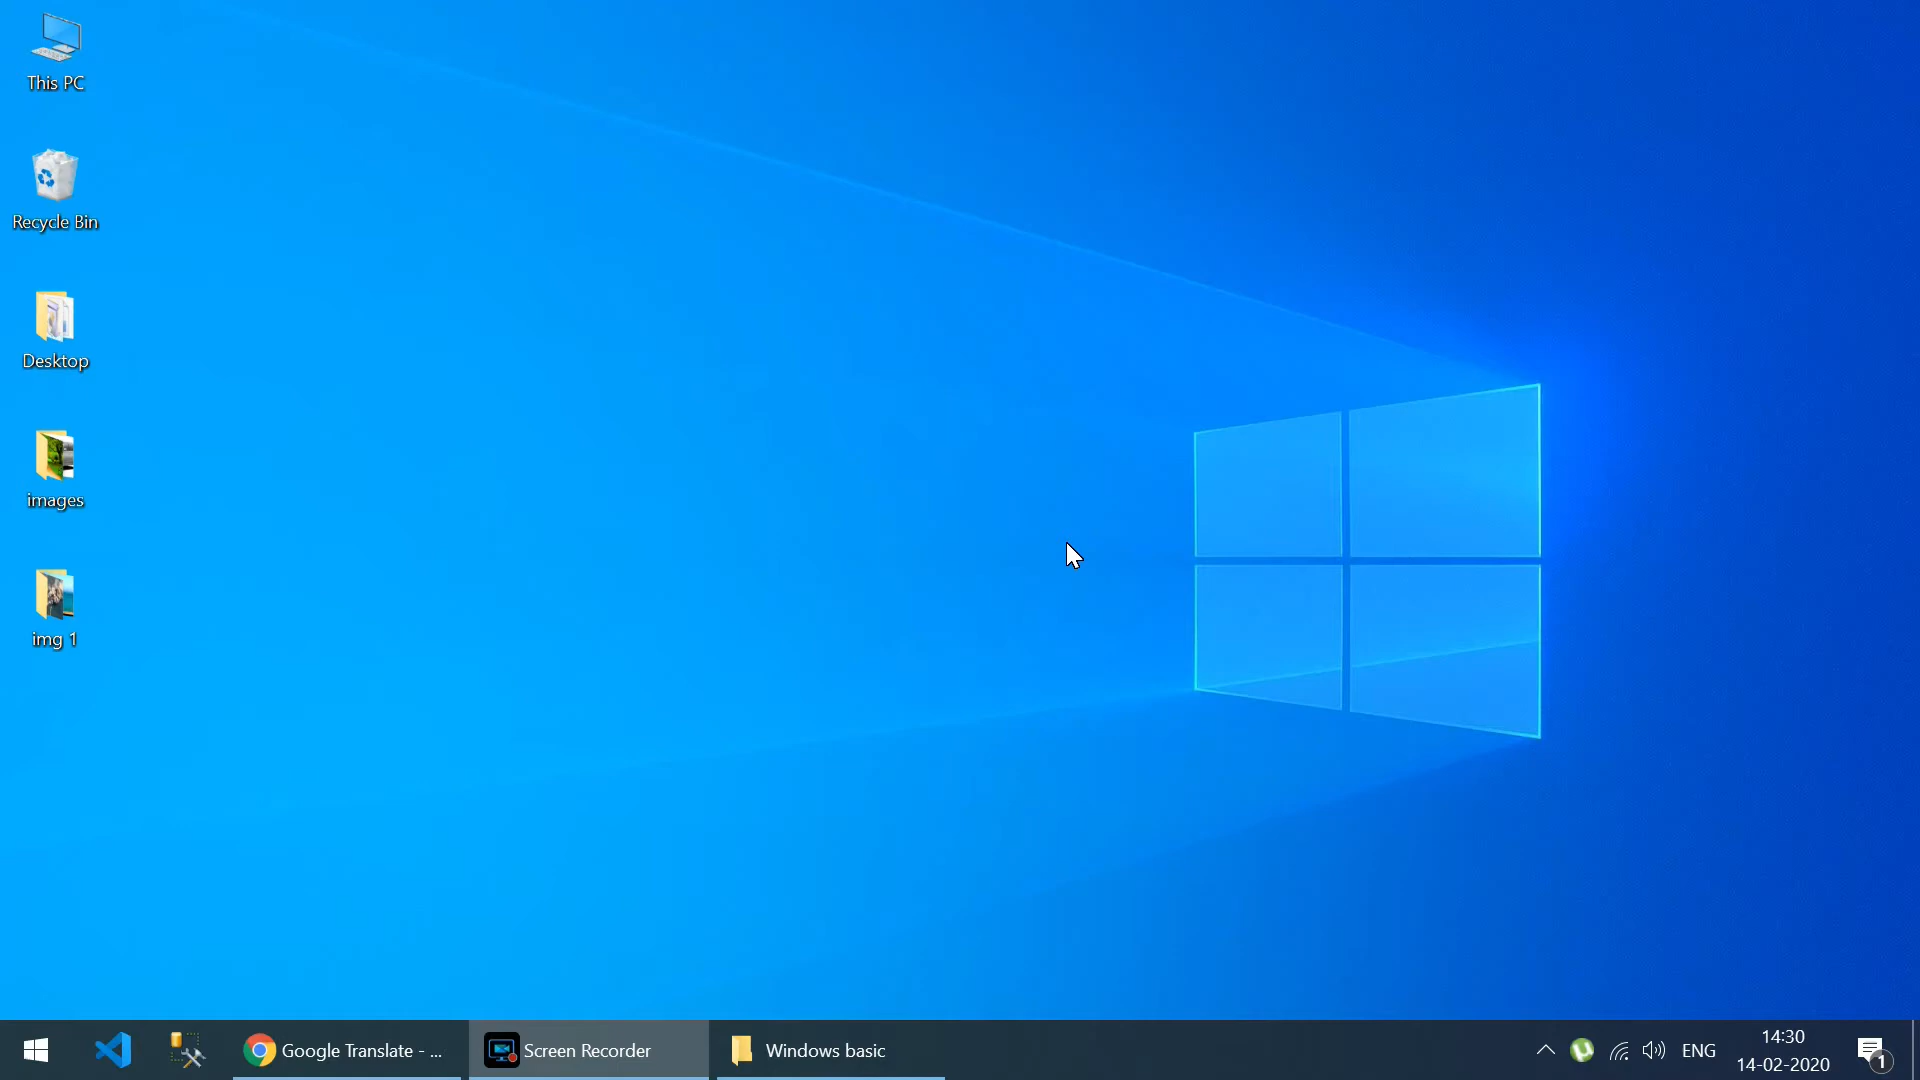 This PC
Recycle Bin
Desktop
images
img 1
Google Translate - ...
Screen Recorder
Windows basic
ENG
14:30
14-02-2020
1